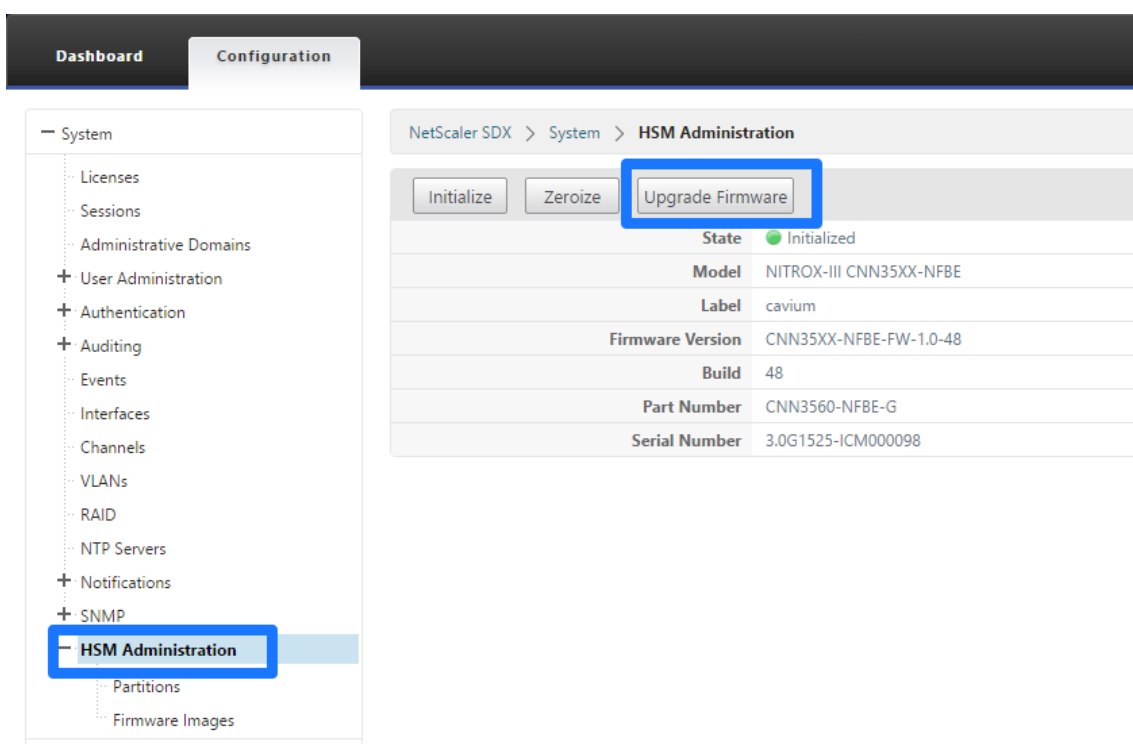 Dashboard Configuration
System
Licenses
Sessions
Administrative Domains
User Administration
Authentication
Auditing
Events
Interfaces
Channels
VLANs
RAID
NTP Servers
Notifications
SNMP
HSM Administration
Partitions
Firmware Images
NetScaler SDX > System > HSM Administration
Initialize Zeroize Upgrade Firmware
State Initialized
Model NITROX-III CNN35XX-NFBE
Label cavium
Firmware Version CNN35XX-NFBE-FW-1.0-48
Build 48
Part Number CNN3560-NFBE-G
Serial Number 3.0G1525-ICM000098